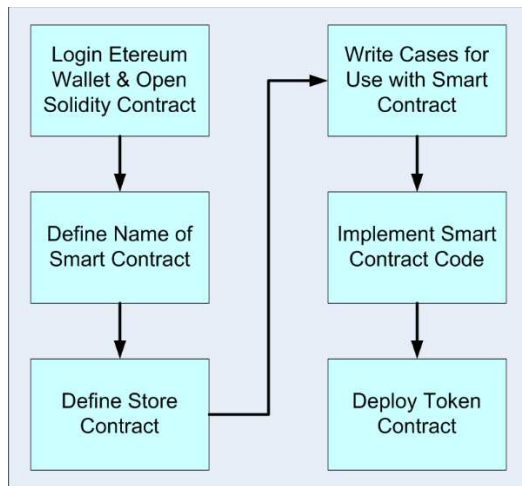 Login Etereum
Wallet & Open
Solidity Contract
Define Name of
Smart Contract
Define Store
Contract
Write Cases for
Use with Smart
Contract
Implement Smart
Contract Code
Deploy Token
Contract